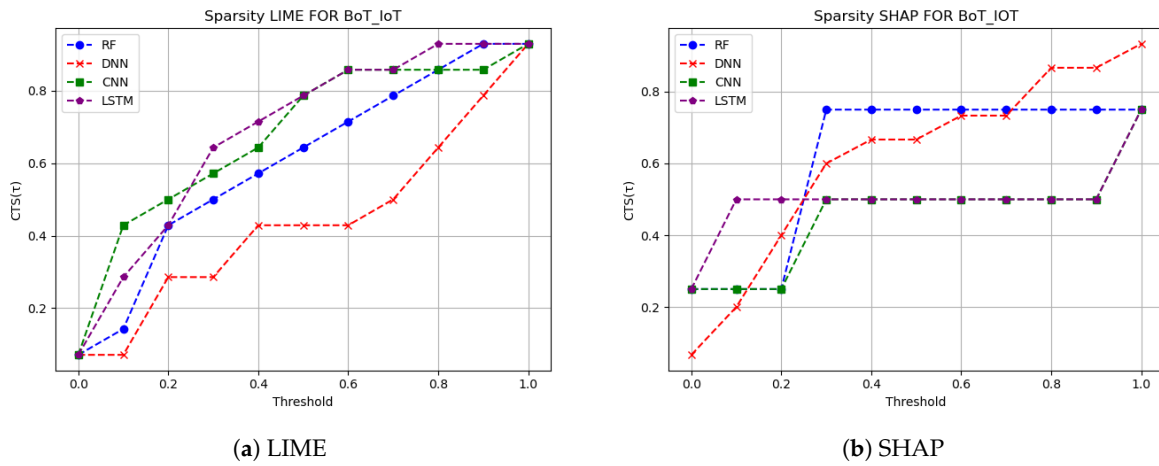 Sparsity LIME FOR BoT_IoT
RF
DNN
CNN
LSTM
CTS(τ)
0.8
0.6
0.4
0.2
0.0 0.2 0.4 0.6 0.8 1.0
Threshold
(a) LIME
Sparsity SHAP FOR BoT_IOT
RF
DNN
CNN
LSTM
CTS(τ)
0.8
0.6
0.4
0.2
0.0 0.2 0.4 0.6 0.8 1.0
Threshold
(b) SHAP